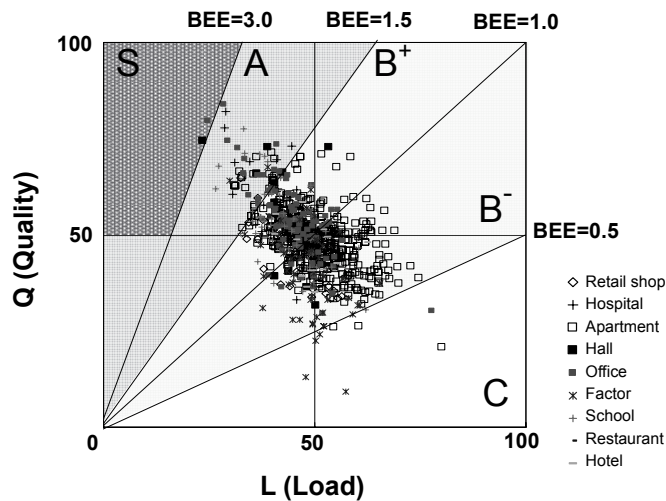 BEE=3.0 BEE=1.5 BEE=1.0
100
S A B+
Q (Quality)
50
B-
BEE=0.5
Retail shop
Hospital
Apartment
Hall
Office
Factor
School
Restaurant
Hotel
C
0 50 100
L (Load)